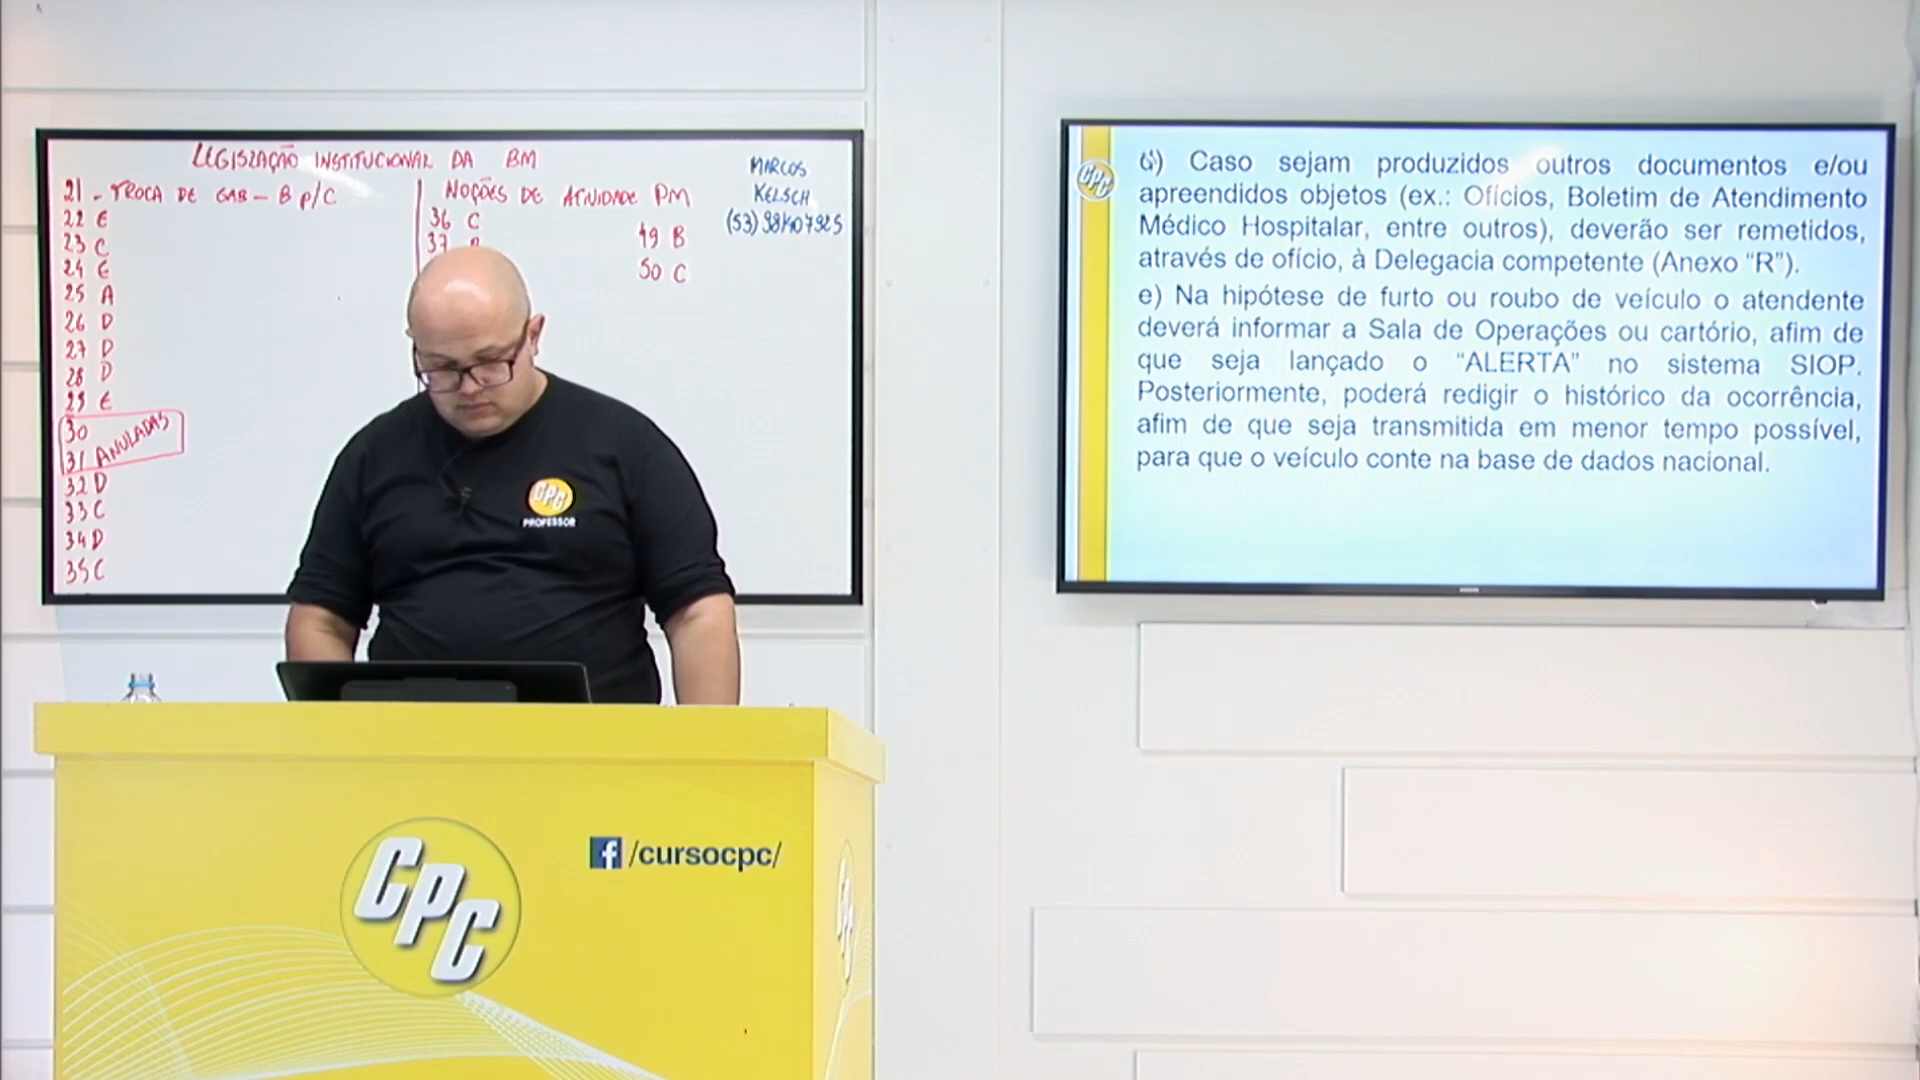 LEGISLAÇÃO INSTITUCIONAL DA BM
21 - TROCA DE GAB - B P/C
22 E
23 C
24 E
25 A
26 D
27 D
28 D
29 E
30
31 ANULADAS
32 D
33 C
34 D
35 C
NOÇÕES DE ATIVIDADE PM
36 C
37
49 B
50 C
MARCOS
KELSCH
(53)
CPC
PROFESSOR
CPC
/cursocpc/
CPC
CPC
6) Caso sejam produzidos outros documentos e/ou
apreendidos objetos (ex.: Ofícios, Boletim de Atendimento
Médico Hospitalar, entre outros), deverão ser remetidos,
através de ofício, à Delegacia competente (Anexo “R”).
e) Na hipótese de furto ou roubo de veículo o atendente
deverá informar a Sala de Operações ou cartório, afim de
que seja lançado o “ALERTA” no sistema SIOP.
Posteriormente, poderá redigir o histórico da ocorrência,
afim de que seja transmitida em menor tempo possível,
para que o veículo conte na base de dados nacional.